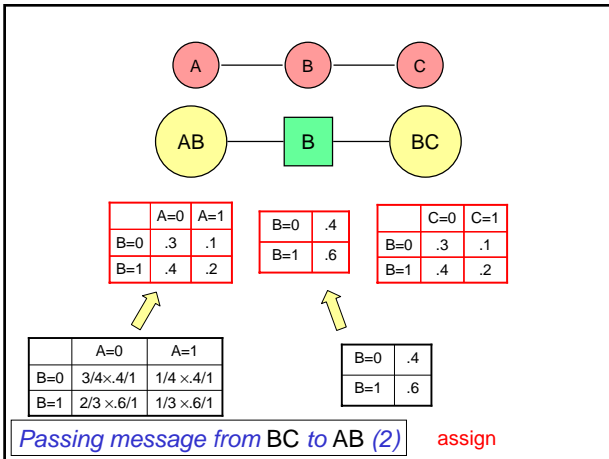 A B C
AB B BC
A=0 A=1
B=0 .3 .1
B=1 .4 .2
B=0 .4
B=1 .6
C=0 C=1
B=0 .3 .1
B=1 .4 .2
A=0 A=1
B=0 3/4×.4/1 1/4 ×.4/1
B=1 2/3 ×.6/1 1/3 ×.6/1
B=0 .4
B=1 .6
Passing message from BC to AB (2) assign